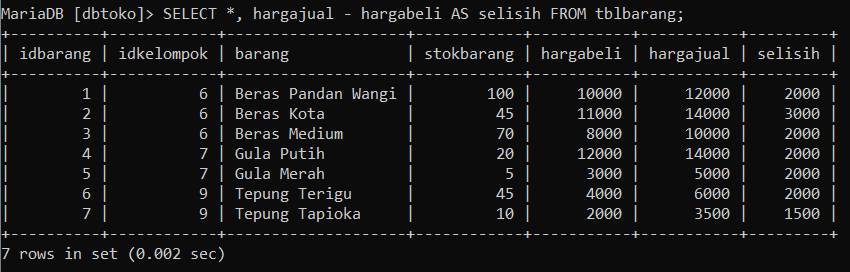 MariaDB [dbtoko]> SELECT *, hargajual - hargabeli AS selisih FROM tblbarang;
+----------+------------+-------------------+------------+-----------+-----------+---------+
| idbarang | idkelompok | barang            | stokbarang | hargabeli | hargajual | selisih |
+----------+------------+-------------------+------------+-----------+-----------+---------+
|        1 |          6 | Beras Pandan Wangi |        100 |     10000 |     12000 |    2000 |
|        2 |          6 | Beras Kota        |         45 |     11000 |     14000 |    3000 |
|        3 |          6 | Beras Medium      |         70 |      8000 |     10000 |    2000 |
|        4 |          7 | Gula Putih        |         20 |     12000 |     14000 |    2000 |
|        5 |          7 | Gula Merah        |          5 |      3000 |      5000 |    2000 |
|        6 |          9 | Tepung Terigu     |         45 |      4000 |      6000 |    2000 |
|        7 |          9 | Tepung Tapioka    |         10 |      2000 |      3500 |    1500 |
+----------+------------+-------------------+------------+-----------+-----------+---------+
7 rows in set (0.002 sec)